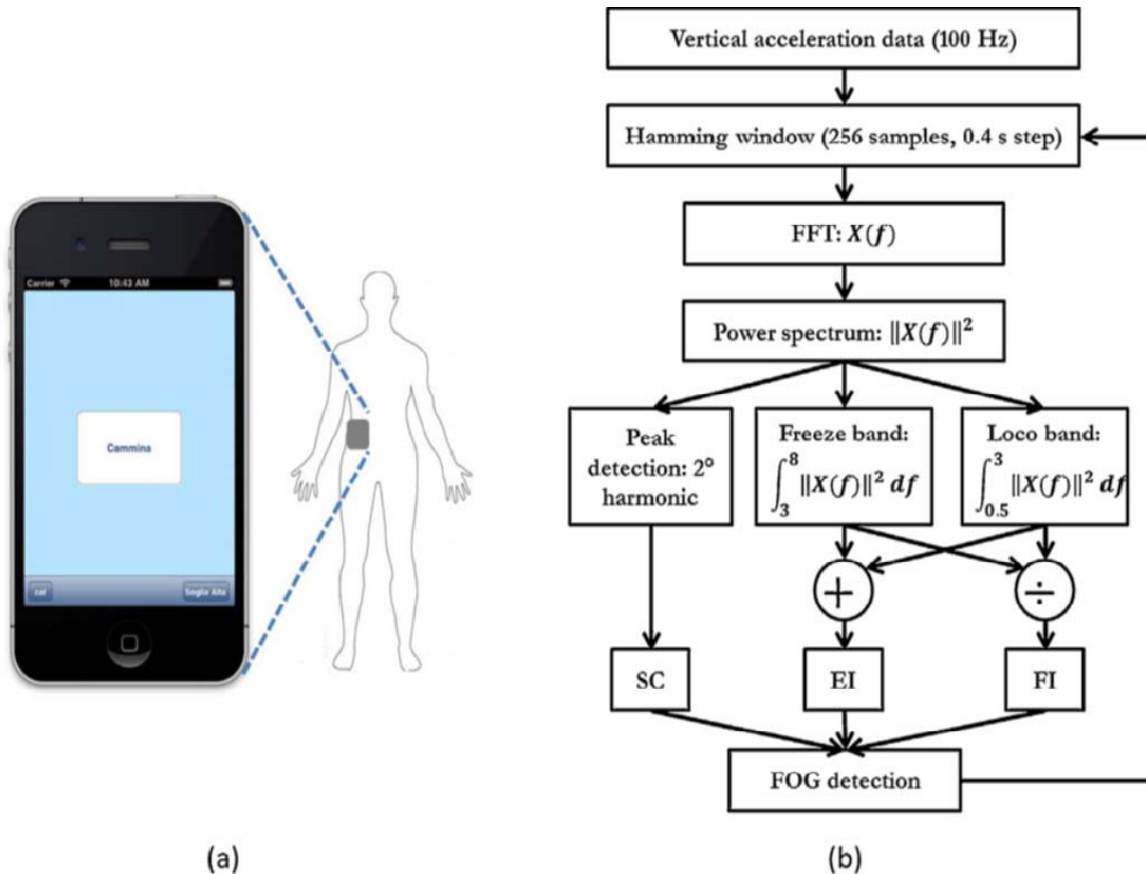 Carrier 10:43 AM
Cammina
cal
Soglia Alta
(a)
Vertical acceleration data (100 Hz)
Hamming window (256 samples, 0.4 s step)
FFT: X(f)
Power spectrum: ‖X(f)‖²
Peak
detection: 2°
harmonic
Freeze band:
∫₃⁸ ‖X(f)‖² df
Loco band:
∫₀.₅³ ‖X(f)‖² df
+
÷
SC
EI
FI
FOG detection
(b)